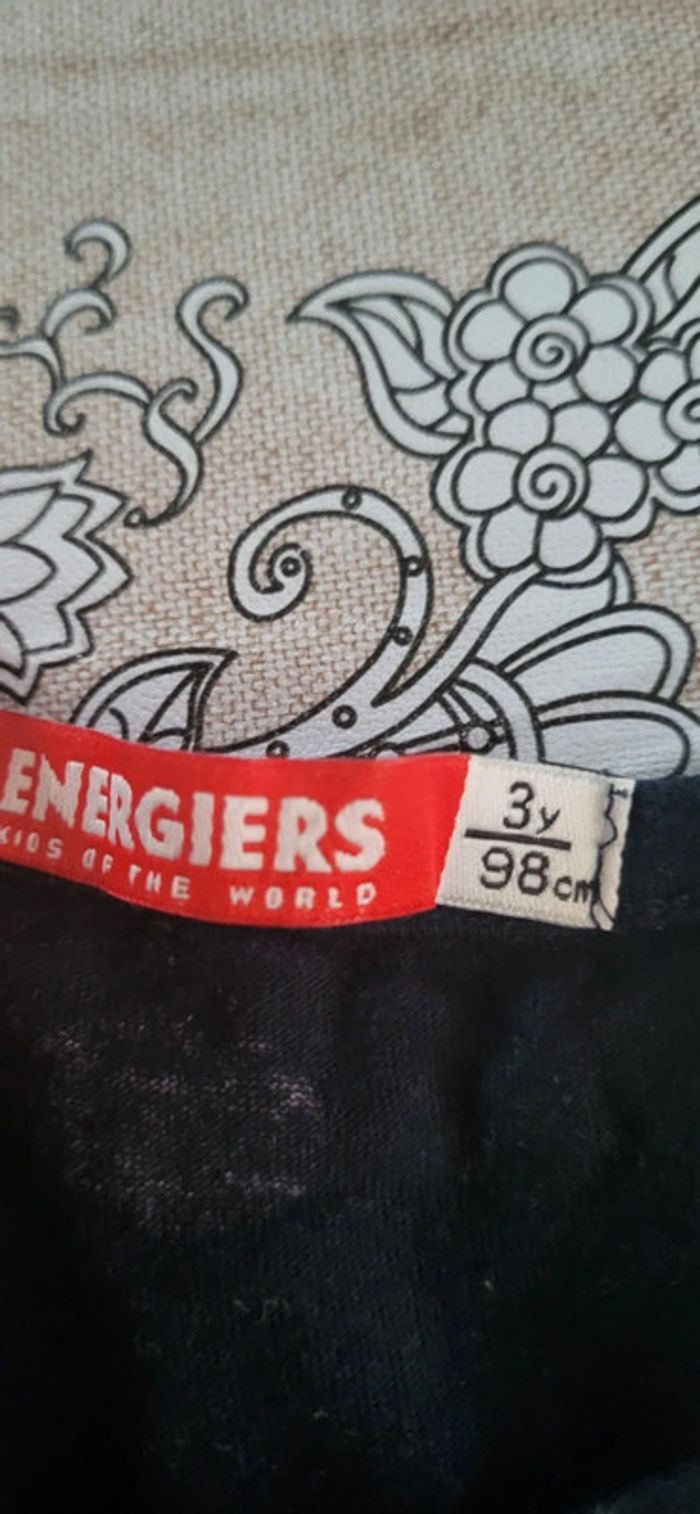 ENERGIERS
KIDS OF THE WORLD
3y
98cm